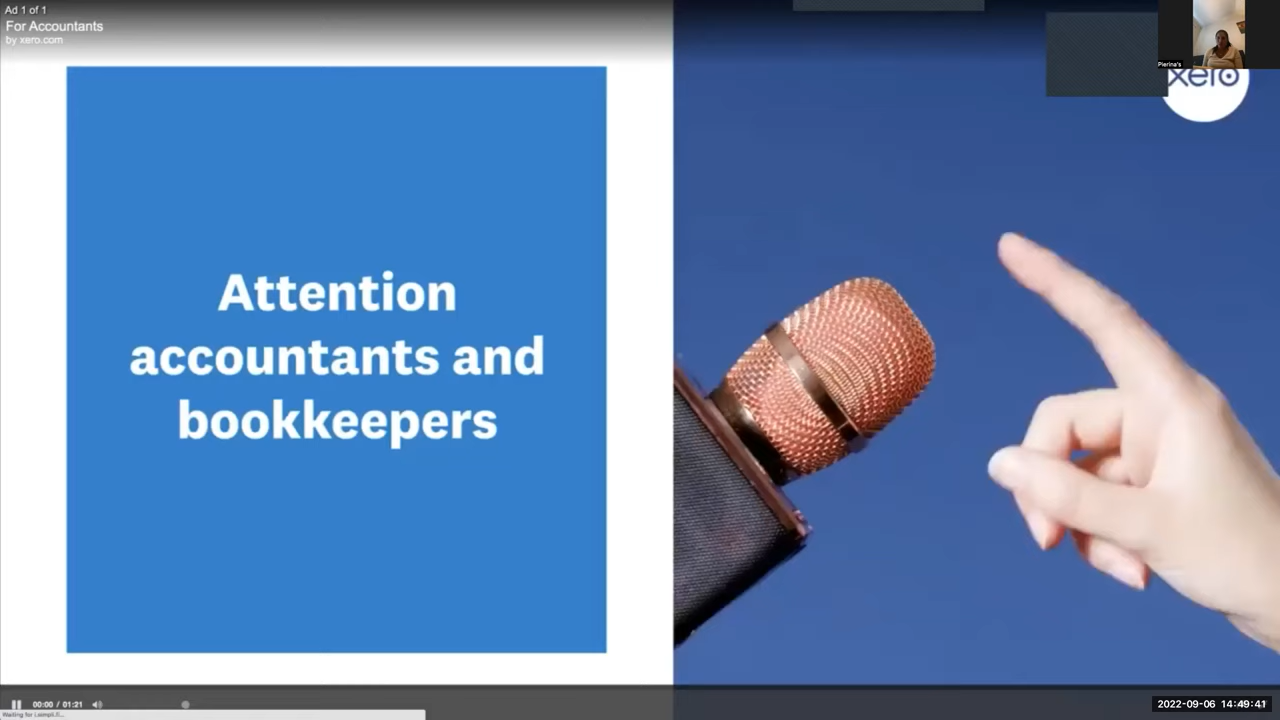 Ad 1 of 1
For Accountants
by xero.com
Pierina's
xero
Attention
accountants and
bookkeepers
00:00 / 01:21
2022-09-06 14:49:41